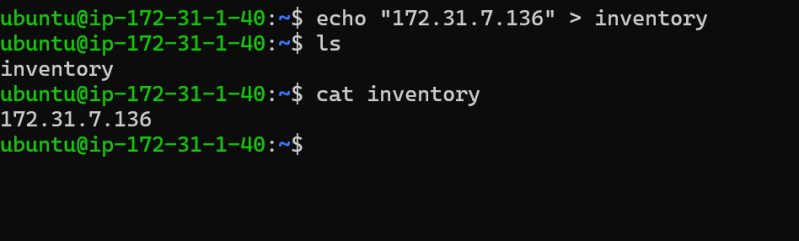 ubuntu@ip-172-31-1-40:~$ echo "172.31.7.136" > inventory
ubuntu@ip-172-31-1-40:~$ ls
inventory
ubuntu@ip-172-31-1-40:~$ cat inventory
172.31.7.136
ubuntu@ip-172-31-1-40:~$